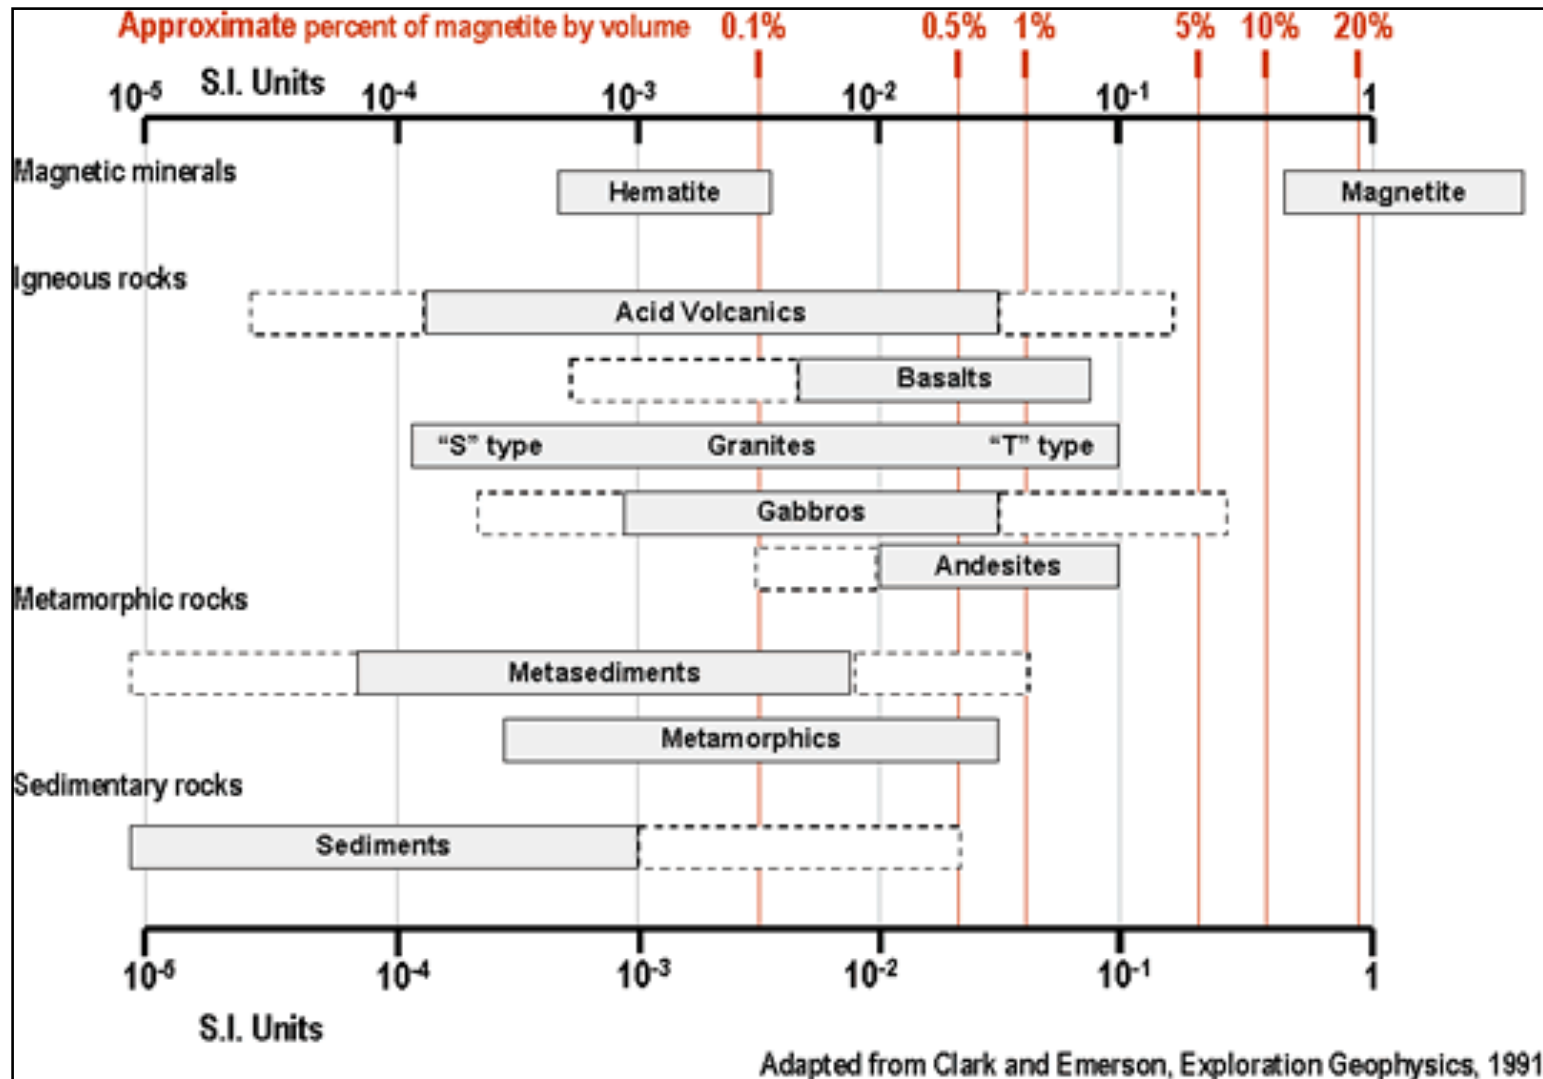 Approximate percent of magnetite by volume 0.1% 0.5% 1% 5% 10% 20%
10-5 S.I. Units 10-4 10-3 10-2 10-1 1
Magnetic minerals
Hematite Magnetite
Igneous rocks
Acid Volcanics
Basalts
“S” type Granites “T” type
Gabbros
Andesites
Metamorphic rocks
Metasediments
Metamorphics
Sedimentary rocks
Sediments
10-5 10-4 10-3 10-2 10-1 1
S.I. Units
Adapted from Clark and Emerson, Exploration Geophysics, 1991